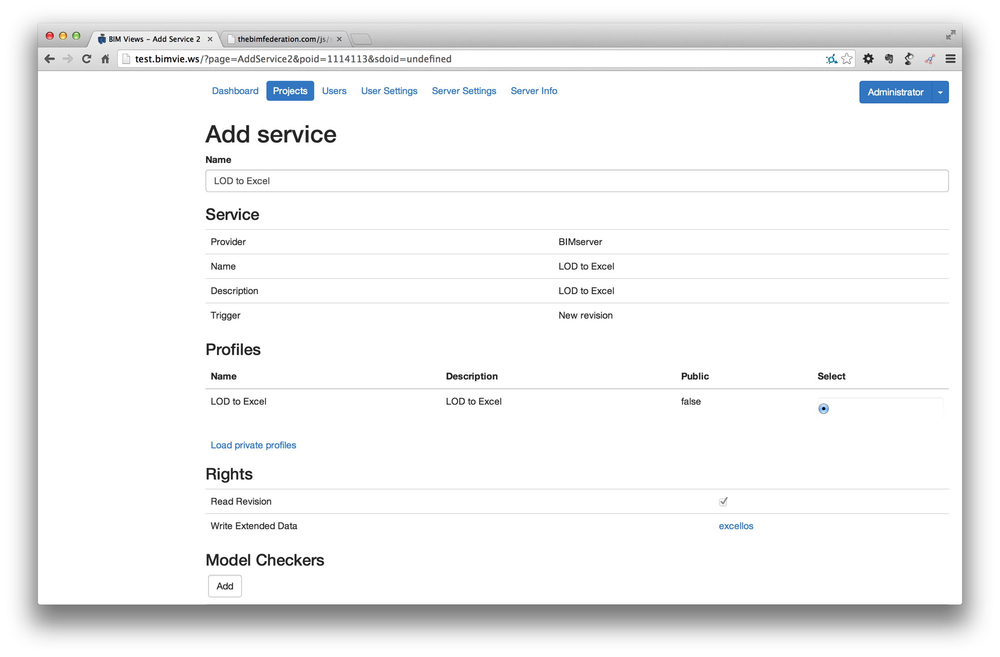 BIM Views – Add Service 2
thebimfederation.com/js/s
test.bimvie.ws/?page=AddService2&poid=1114113&sdoid=undefined
Dashboard Projects Users User Settings Server Settings Server Info Administrator
Add service
Name
LOD to Excel
Service
Provider BIMserver
Name LOD to Excel
Description LOD to Excel
Trigger New revision
Profiles
Name Description Public Select
LOD to Excel LOD to Excel false
Load private profiles
Rights
Read Revision
Write Extended Data excellos
Model Checkers
Add